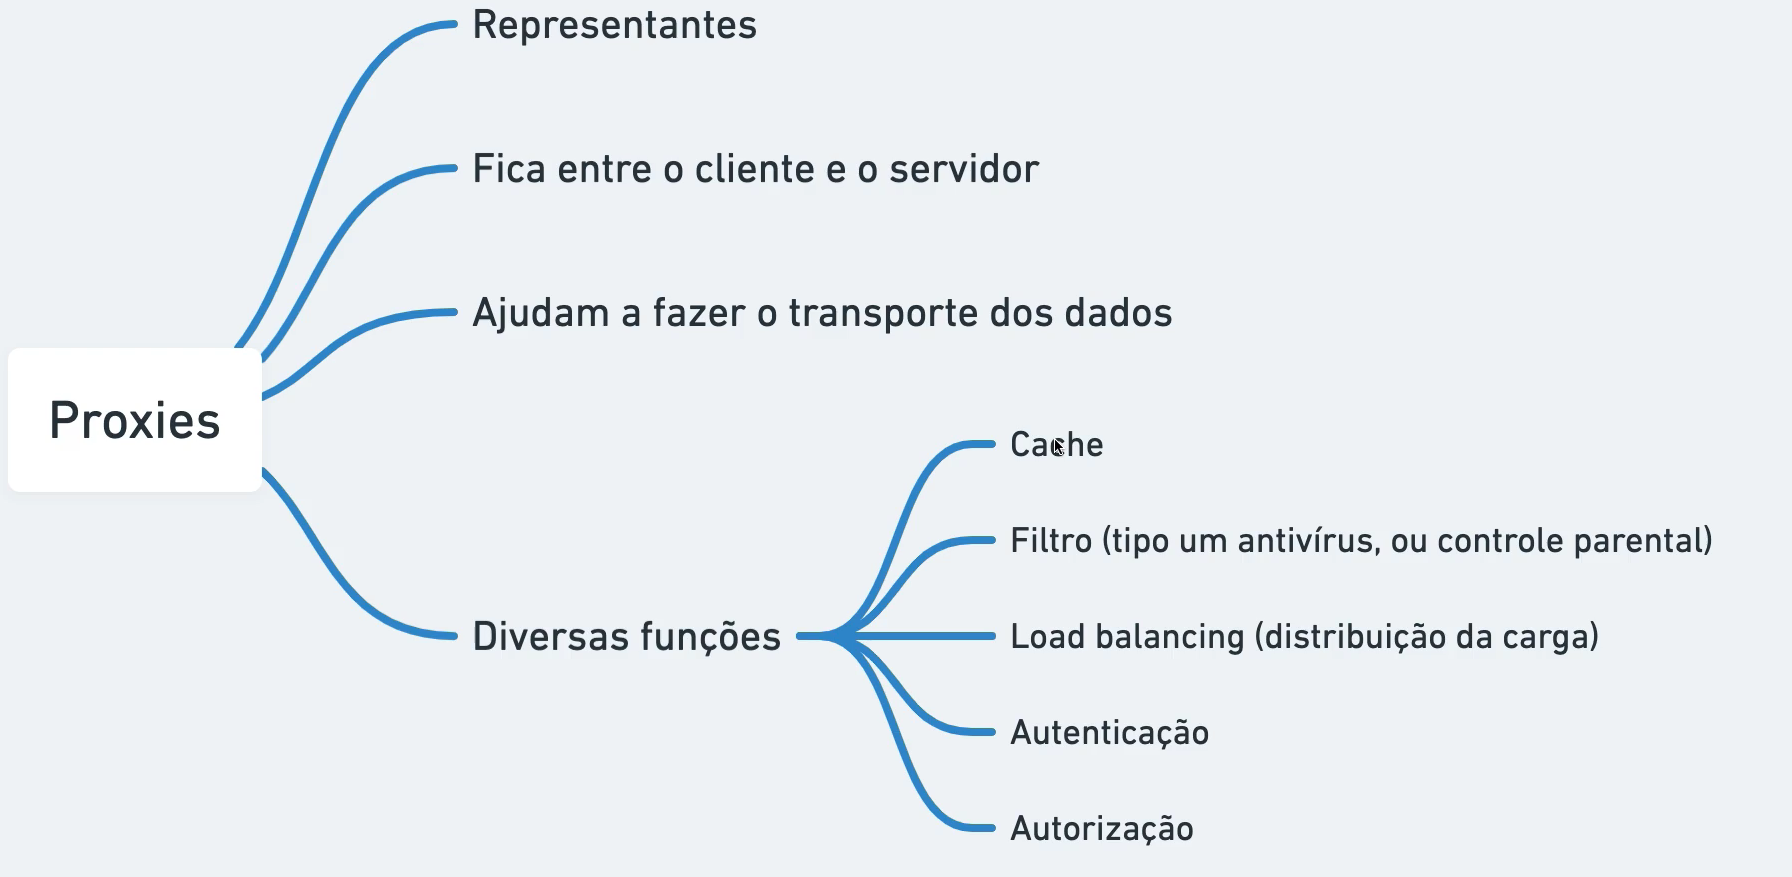 Representantes
Fica entre o cliente e o servidor
Ajudam a fazer o transporte dos dados
Proxies
Cache
Filtro (tipo um antivírus, ou controle parental)
Diversas funções
Load balancing (distribuição da carga)
Autenticação
Autorização